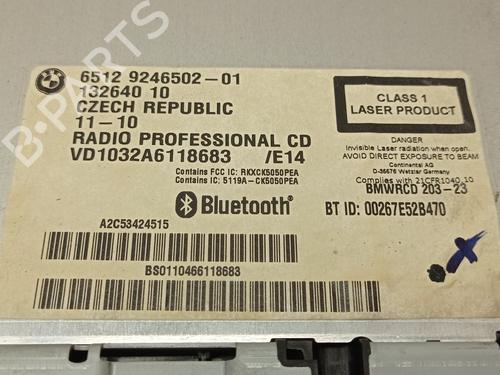 6512 9246502-01
132640 10
CZECH REPUBLIC
11-10
RADIO PROFESSIONAL CD
VD1032A6118683 /E14
Contains FCC IC: RKXCK5050PEA
Contains IC: 5119A-CK5050PEA
Bluetooth®
A2C53424515
BS0110466118683
CLASS 1
LASER PRODUCT
DANGER
Invisible Laser radiation when open.
AVOID DIRECT EXPOSURE TO BEAM
Continental AG
D-35576 Wetzlar Germany
Complies with 21CFR1040.10
BMWRCD 203-23
BT ID: 00267E52B470
B-PARTS